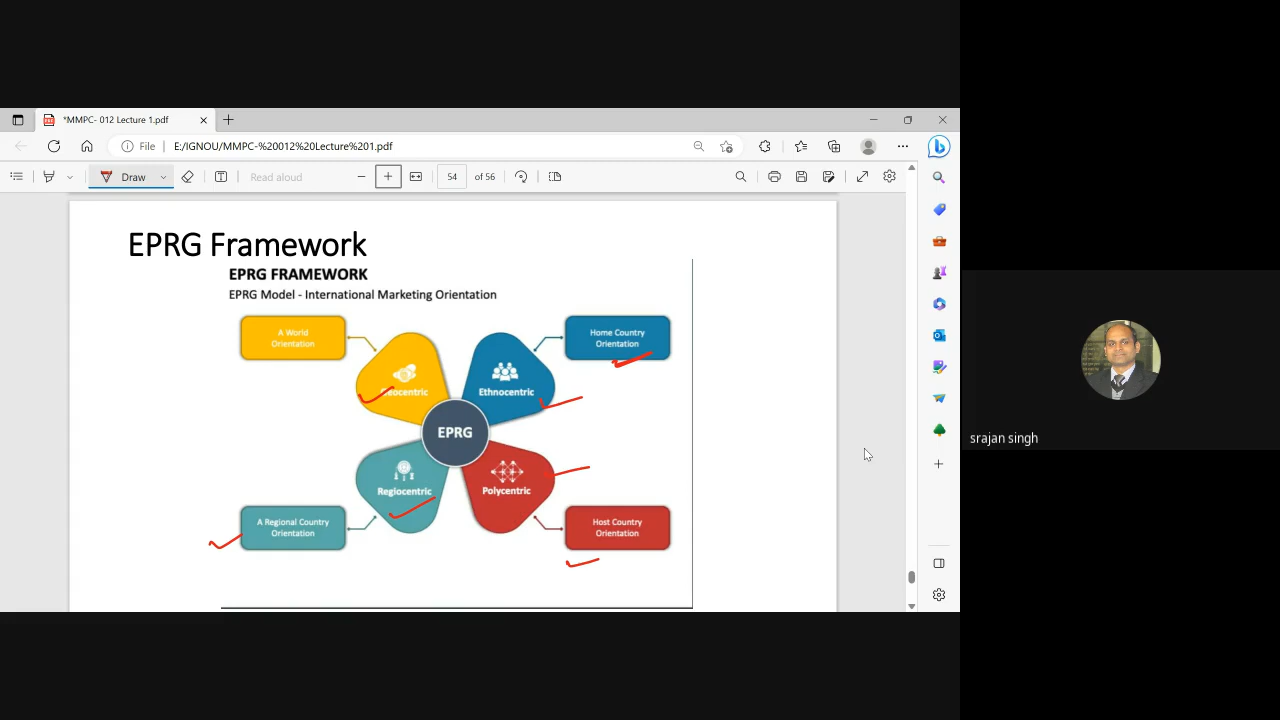 *MMPC- 012 Lecture 1.pdf
File
E:/IGNOU/MMPC-%20012%20Lecture%201.pdf
Draw
Read aloud
54
of 56
EPRG Framework
EPRG FRAMEWORK
EPRG Model - International Marketing Orientation
A World
Orientation
Home Country
Orientation
Geocentric
Ethnocentric
EPRG
Regiocentric
Polycentric
A Regional Country
Orientation
Host Country
Orientation
srajan singh